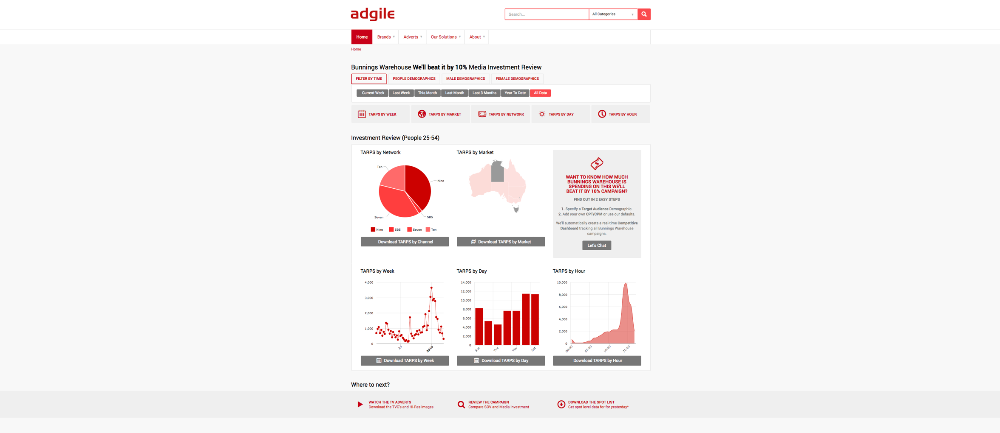 adgile
Search...
All Categories
Home
Brands
Adverts
Our Solutions
About
Home
Bunnings Warehouse We'll beat it by 10% Media Investment Review
FILTER BY TIME
PEOPLE DEMOGRAPHICS
MALE DEMOGRAPHICS
FEMALE DEMOGRAPHICS
Current Week
Last Week
This Month
Last Month
Last 3 Months
Year To Date
All Data
TARPS BY WEEK
TARPS BY MARKET
TARPS BY NETWORK
TARPS BY DAY
TARPS BY HOUR
Investment Review (People 25-54)
TARPS by Network
Ten
Nine
Seven
SBS
Nine
SBS
Seven
Ten
Download TARPS by Channel
TARPS by Market
Download TARPS by Market
WANT TO KNOW HOW MUCH
BUNNINGS WAREHOUSE IS
SPENDING ON THIS WE'LL
BEAT IT BY 10% CAMPAIGN?
FIND OUT IN 2 EASY STEPS
1. Specify a Target Audience Demographic.
2. Add your own CPT/CPM or use our defaults.
We'll automatically create a real-time Competitive
Dashboard tracking all Bunnings Warehouse
campaigns.
Let's Chat
TARPS by Week
4,000
3,000
2,000
1,000
0
Jul
2018
Download TARPS by Week
TARPS by Day
14,000
12,000
10,000
8,000
6,000
4,000
2,000
0
Sun
Tue
Thu
Sat
Download TARPS by Day
TARPS by Hour
10,000
8,000
6,000
4,000
2,000
0
00:00
07:00
14:00
21:00
Download TARPS by Hour
Where to next?
WATCH THE TV ADVERTS
Download the TVC's and Hi-Res images
REVIEW THE CAMPAIGN
Compare SOV and Media Investment
DOWNLOAD THE SPOT LIST
Get spot level data for for yesterday*